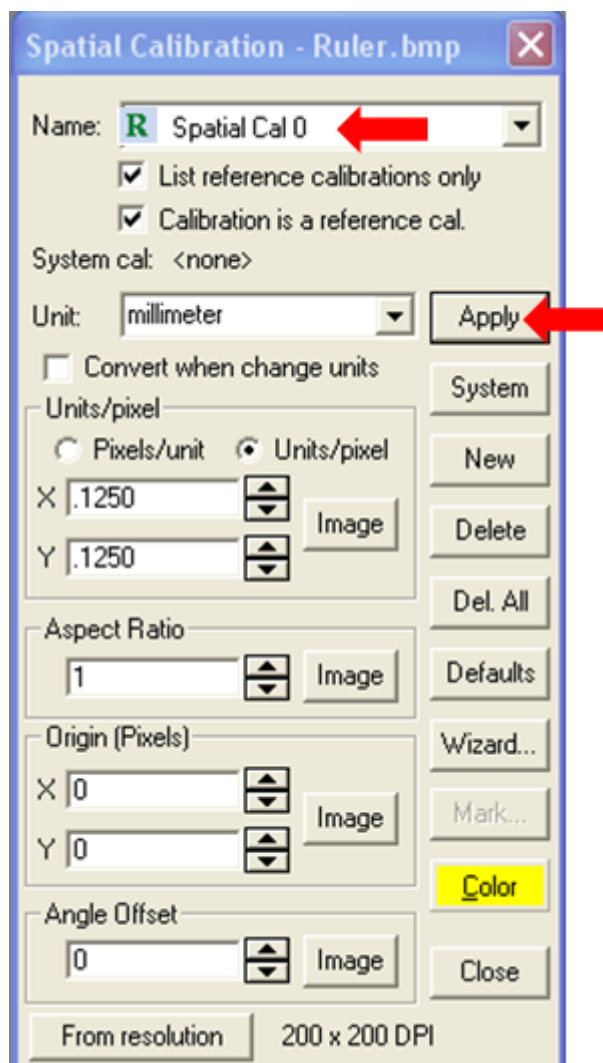 Spatial Calibration - Ruler.bmp
Name: R Spatial Cal 0
List reference calibrations only
Calibration is a reference cal.
System cal: <none>
Unit: millimeter Apply
Convert when change units
System
Units/pixel
Pixels/unit Units/pixel
New
X .1250
Image
Delete
Y .1250
Del. All
Aspect Ratio
1 Image Defaults
Origin (Pixels)
Wizard...
X 0
Image
Mark...
Y 0
Color
Angle Offset
0 Image Close
From resolution 200 x 200 DPI